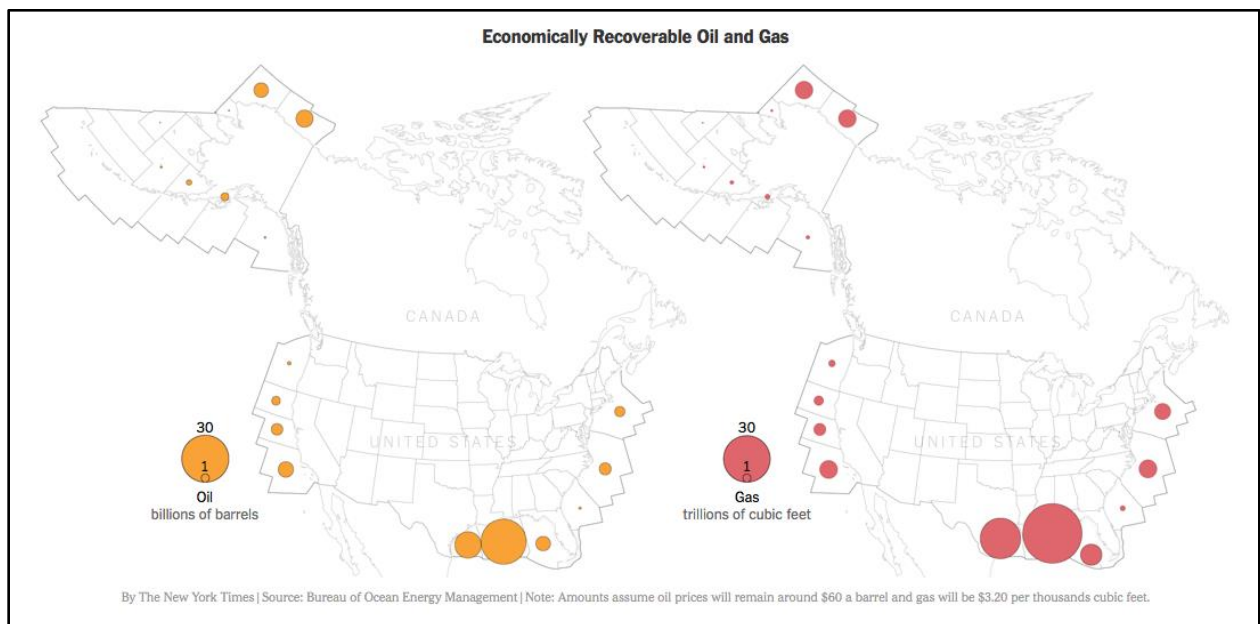 Economically Recoverable Oil and Gas
CANADA
UNITED STATES
30
1
Oil
billions of barrels
CANADA
UNITED STATES
30
1
Gas
trillions of cubic feet
By The New York Times | Source: Bureau of Ocean Energy Management | Note: Amounts assume oil prices will remain around $60 a barrel and gas will be $3.20 per thousands cubic feet.